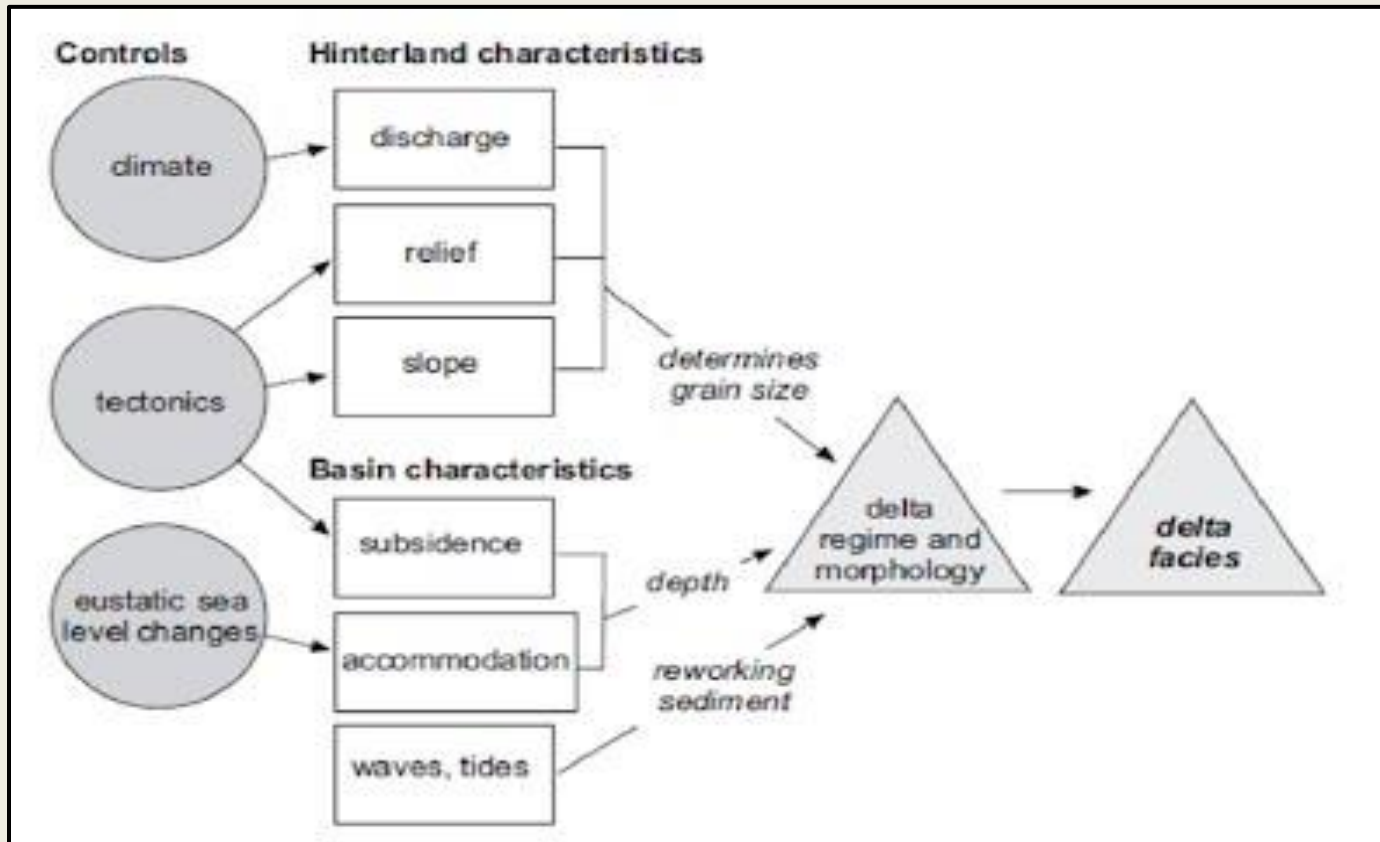 Controls
Hinterland characteristics
climate
discharge
relief
tectonics
slope
determines
grain size
Basin characteristics
subsidence
eustatic sea
level changes
accommodation
depth
waves, tides
reworking
sediment
delta
regime and
morphology
delta
facies